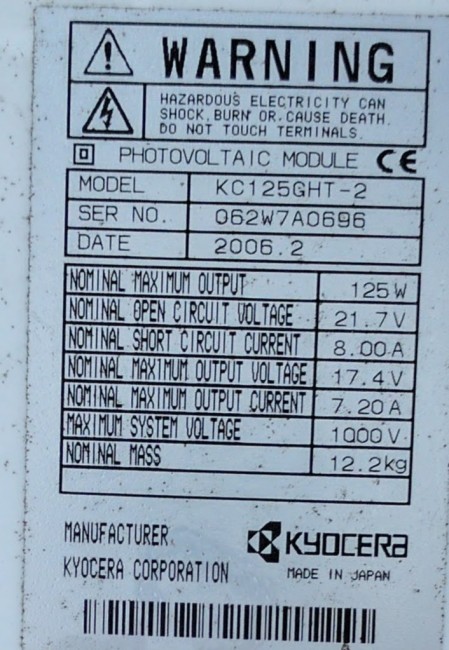 WARNING
HAZARDOUS ELECTRICITY CAN
SHOCK, BURN OR, CAUSE DEATH.
DO NOT TOUCH TERMINALS.
PHOTOVOLTAIC MODULE CE
MODEL KC125GHT-2
SER NO. 062W7A0696
DATE 2006.2
NOMINAL MAXIMUM OUTPUT 125W
NOMINAL OPEN CIRCUIT VOLTAGE 21.7V
NOMINAL SHORT CIRCUIT CURRENT 8.00A
NOMINAL MAXIMUM OUTPUT VOLTAGE 17.4V
NOMINAL MAXIMUM OUTPUT CURRENT 7.20A
MAXIMUM SYSTEM VOLTAGE 1000V
NOMINAL MASS 12.2kg
MANUFACTURER KYOCERA
KYOCERA CORPORATION MADE IN JAPAN